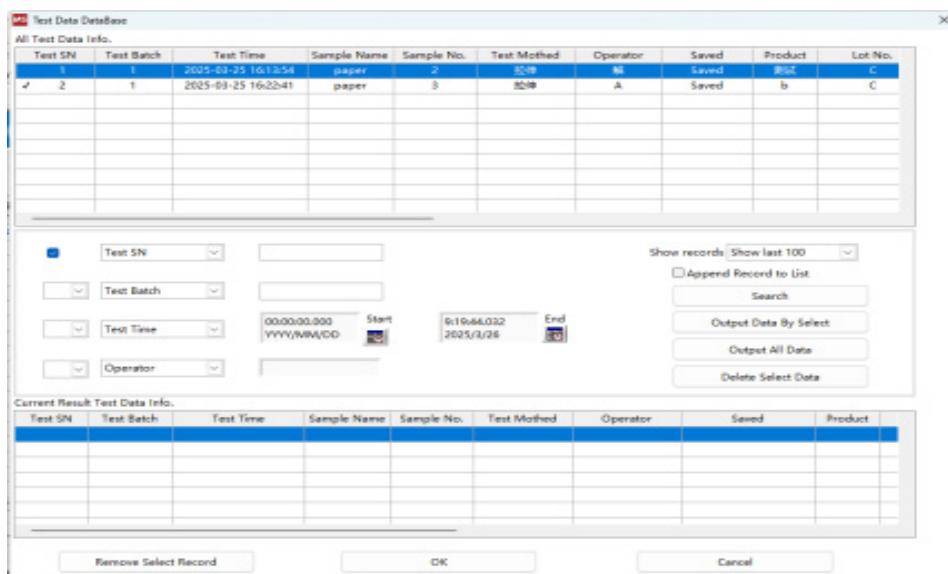 Test Data DataBase
All Test Data Info.
Test SN Test Batch Test Time Sample Name Sample No. Test Mothed Operator Saved Product Lot No.
1 1 2025-03-25 16:13:54 paper 2 拉伸 Saved 测试 C
2 1 2025-03-25 16:22:41 paper 3 拉伸 A Saved b C
Test SN Show records Show last 100
Append Record to List
Test Batch Search
Test Time 00:00:00.000 Start 9:19:44.032 End Output Data By Select
YYYY/MM/DD 2025/3/26
Output All Data
Operator Delete Select Data
Current Result Test Data Info.
Test SN Test Batch Test Time Sample Name Sample No. Test Mothed Operator Saved Product
Remove Select Record OK Cancel